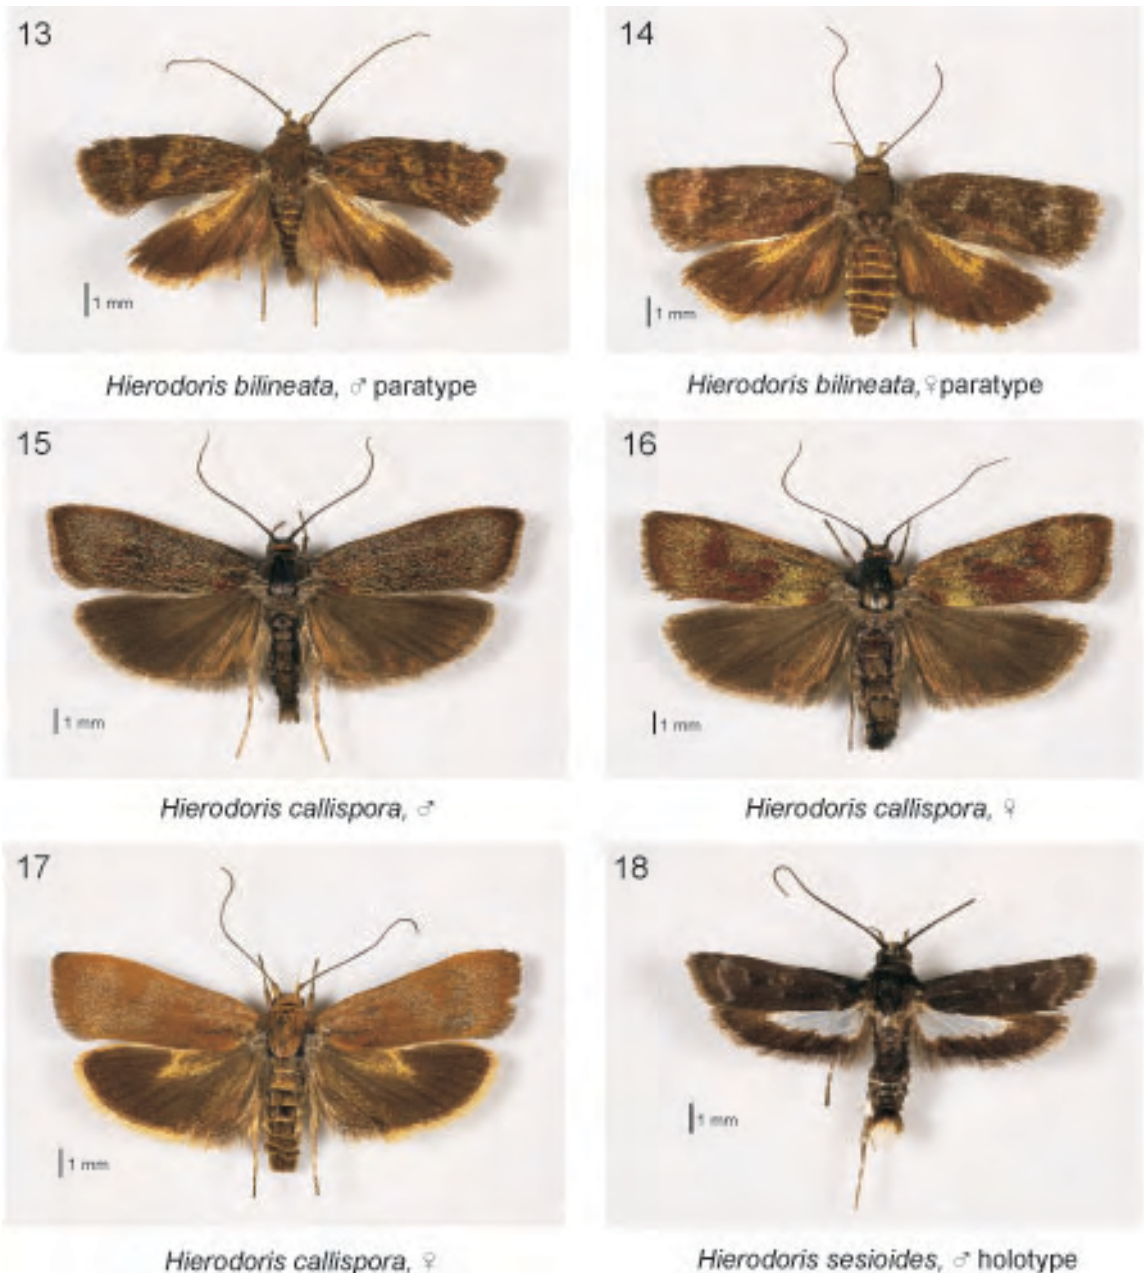 13
14
1 mm
1 mm
Hierodoris bilineata, ♂ paratype
Hierodoris bilineata, ♀ paratype
15
16
1 mm
1 mm
Hierodoris callispora, ♂
Hierodoris callispora, ♀
17
18
1 mm
1 mm
Hierodoris callispora, ♀
Hierodoris sesioides, ♂ holotype